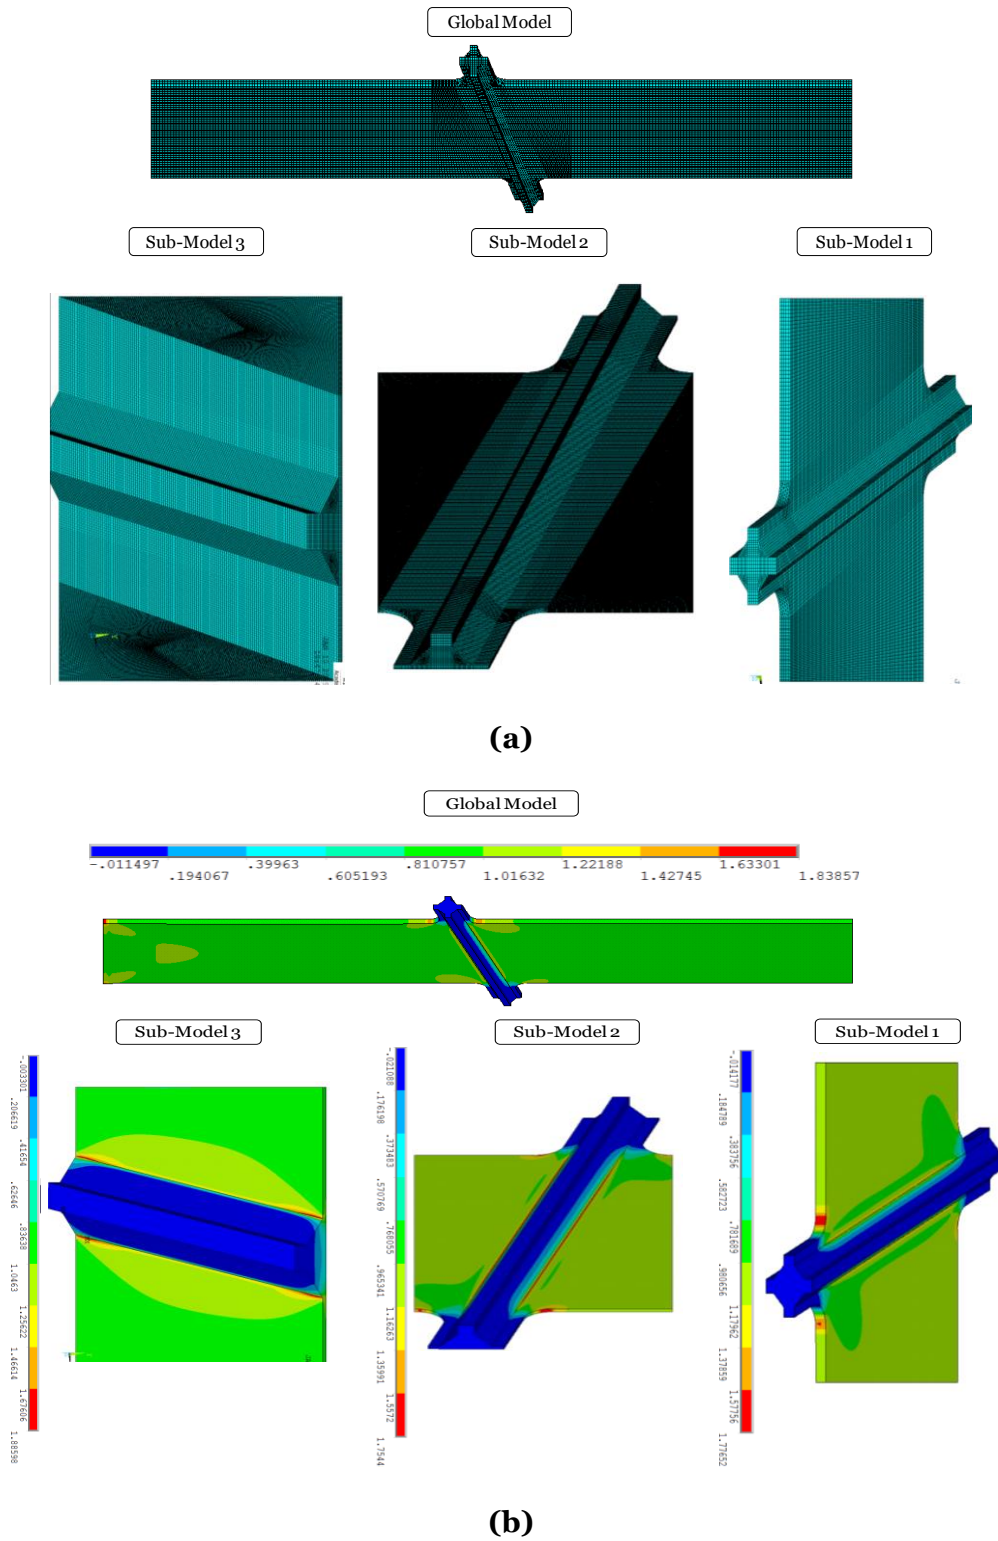 Global Model
Sub-Model 3
Sub-Model 2
Sub-Model 1
(a)
Global Model
-.011497 .39963 .810757 1.22188 1.63301
.194067 .605193 1.01632 1.42745 1.83857
Sub-Model 3
Sub-Model 2
Sub-Model 1
-.003301
.206619
.41654
.62646
.83638
1.0463
1.25622
1.46614
1.67606
1.88598
-.021088
.176198
.373483
.570769
.768055
.965341
1.16263
1.35991
1.5572
1.7544
-.014177
.184789
.383756
.582723
.781689
.980656
1.17962
1.37859
1.57756
1.77652
(b)